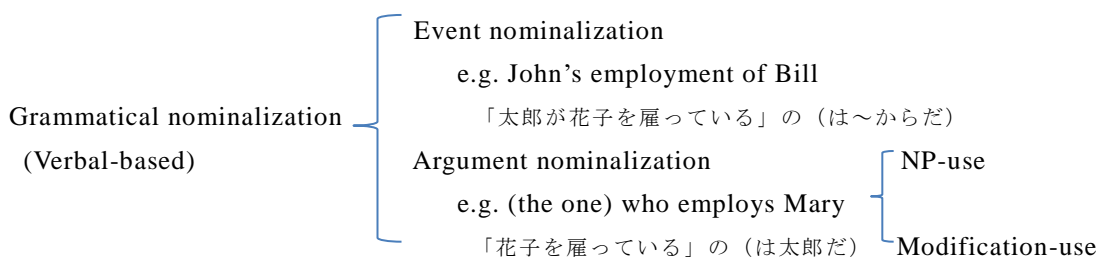 Event nominalization
e.g. John's employment of Bill
Grammatical nominalization
「太郎が花子を雇っている」の（は～からだ）
(Verbal-based)
Argument nominalization
NP-use
e.g. (the one) who employs Mary
「花子を雇っている」の（は太郎だ）
Modification-use